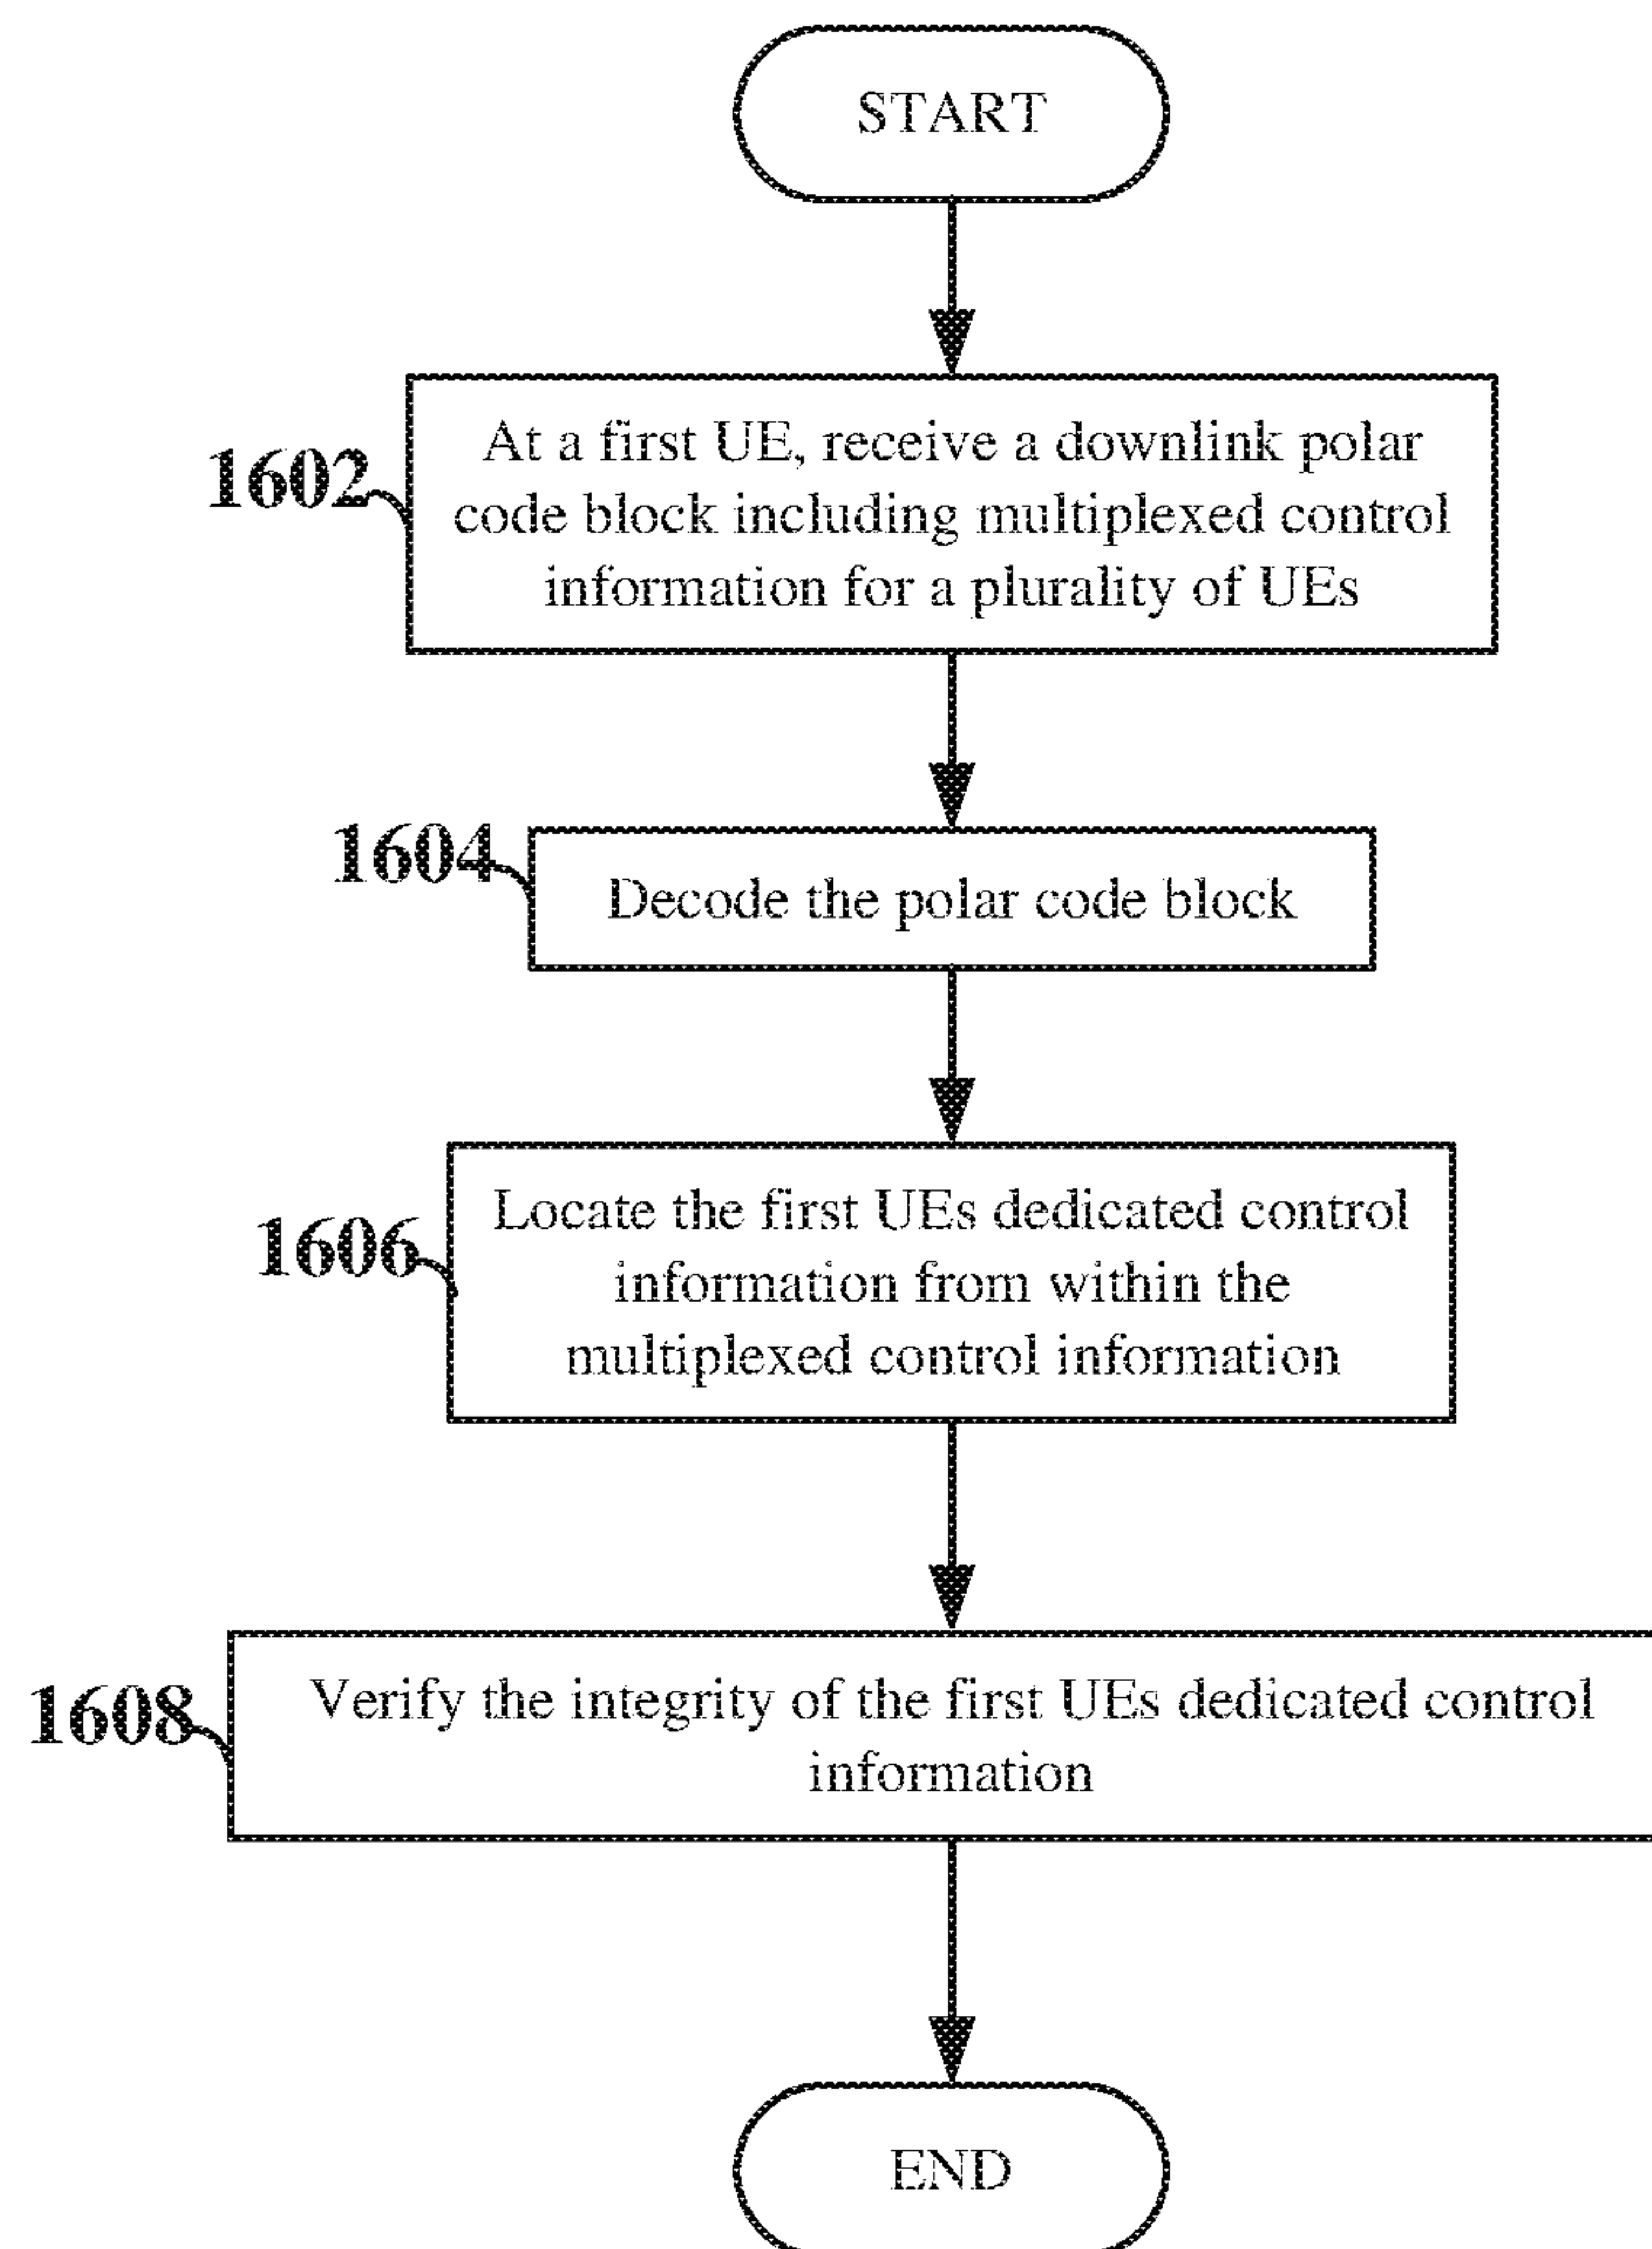 START
1602
At a first UE, receive a downlink polar
code block including multiplexed control
information for a plurality of UEs
1604
Decode the polar code block
1606
Locate the first UEs dedicated control
information from within the
multiplexed control information
1608
Verify the integrity of the first UEs dedicated control
information
END